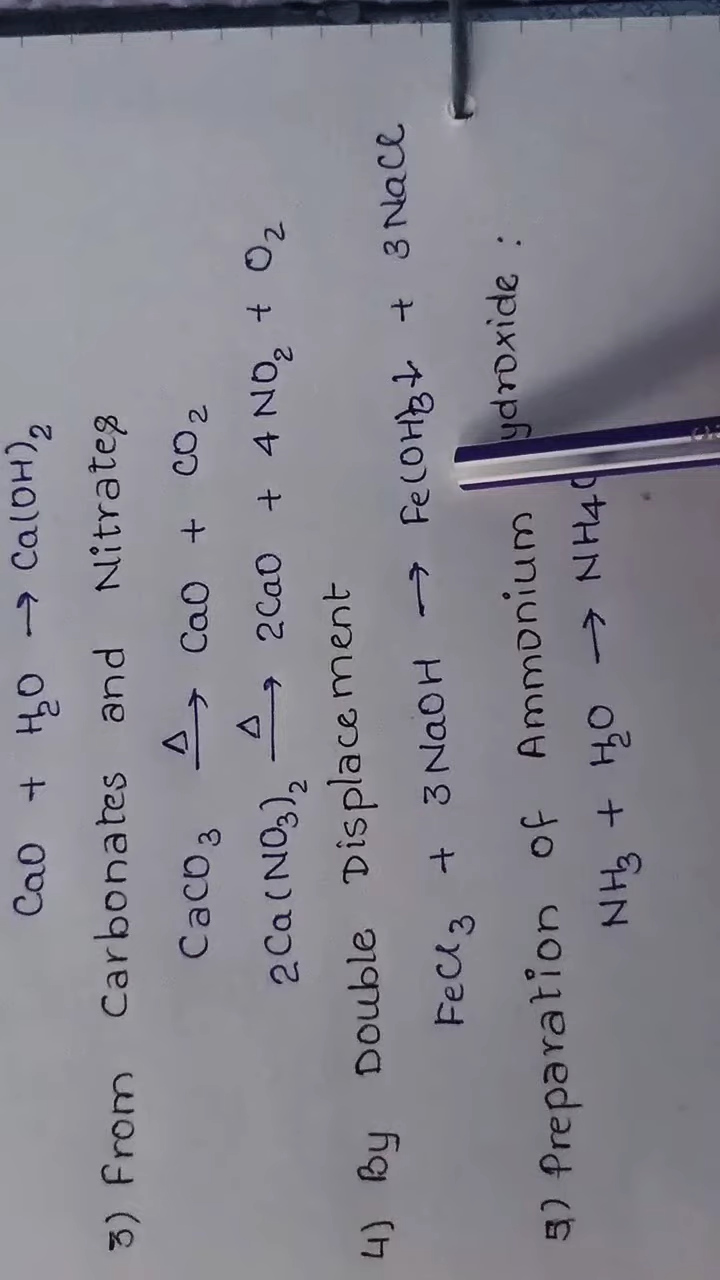 CaO + H₂O → Ca(OH)₂
3) From Carbonates and Nitrates
CaCO₃ →Δ CaO + CO₂
2Ca(NO₃)₂ →Δ 2CaO + 4NO₂ + O₂
4) By Double Displacement
FeCl₃ + 3NaOH → Fe(OH)₃↓ + 3NaCl
5) Preparation of Ammonium ydroxide :
NH₃ + H₂O → NH₄